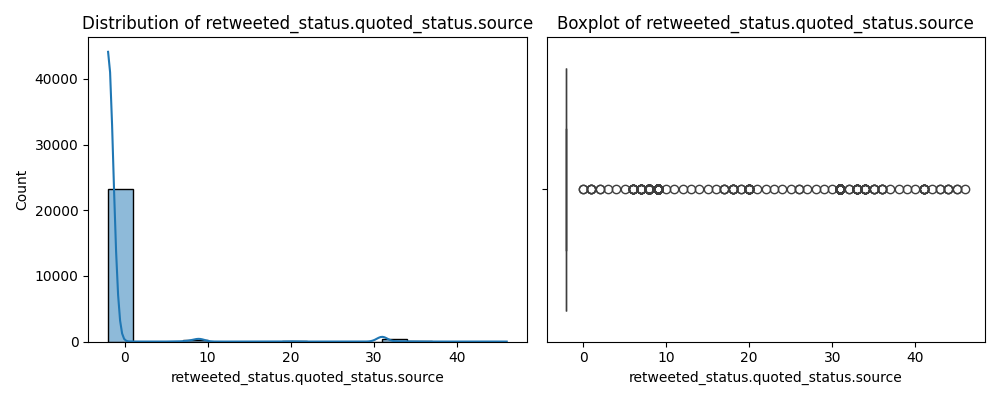 Distribution of retweeted_status.quoted_status.source
Count
40000
30000
20000
10000
0
0 10 20 30 40
retweeted_status.quoted_status.source
Boxplot of retweeted_status.quoted_status.source
0 10 20 30 40
retweeted_status.quoted_status.source